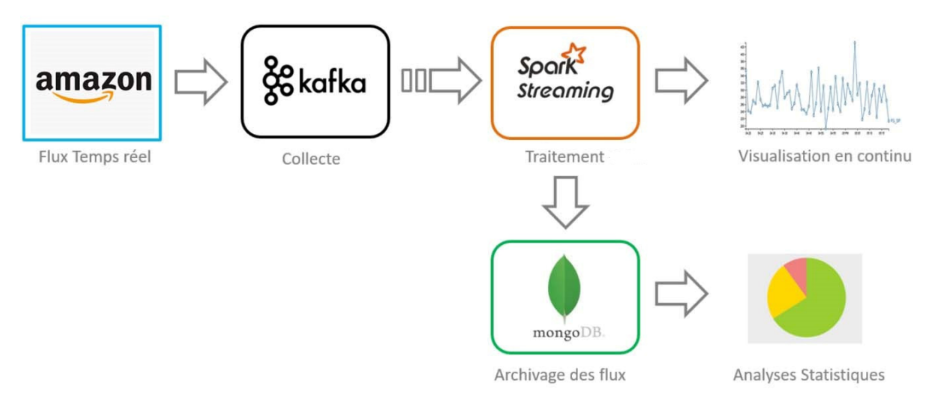 amazon
kafka
Spark
Streaming
Flux Temps réel
Collecte
Traitement
Visualisation en continu
mongoDB.
Archivage des flux
Analyses Statistiques